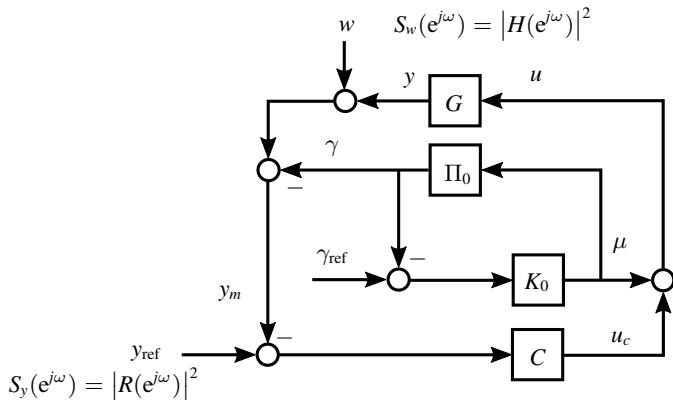 w
S_w(e^{jω}) = |H(e^{jω})|^2
y
G
u
γ
Π_0
−
−
γ_ref
K_0
μ
y_m
−
y_ref
C
u_c
S_y(e^{jω}) = |R(e^{jω})|^2